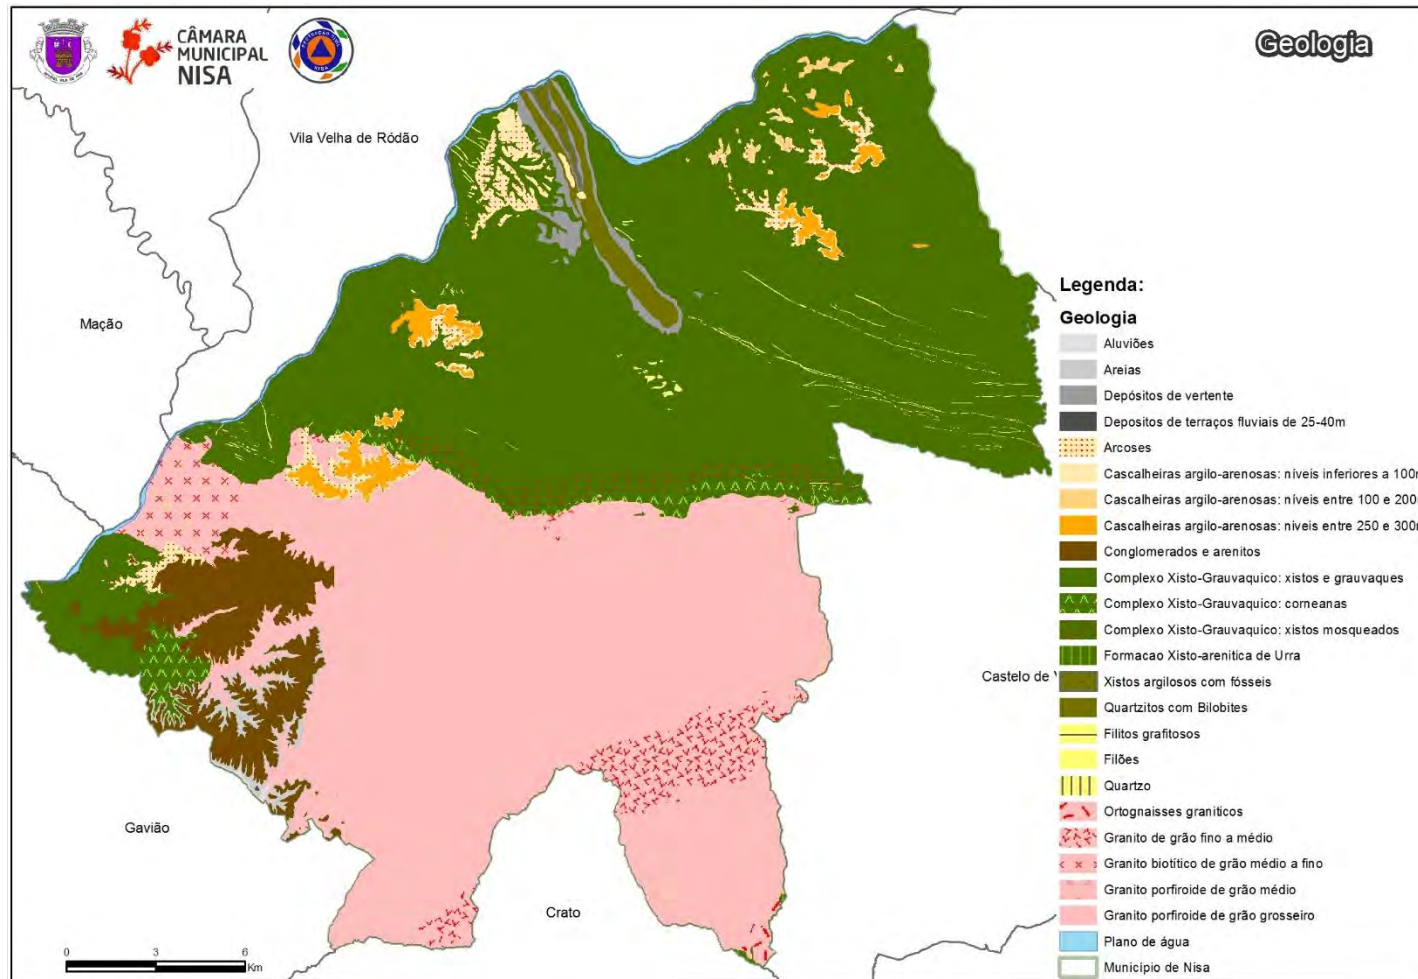 CÂMARA
MUNICIPAL
NISA
Geologia
Vila Velha de Ródão
Mação
Gavião
Crato
Castelo de V
Legenda:
Geologia
Aluviões
Areias
Depósitos de vertente
Depositos de terraços fluviais de 25-40m
Arcoses
Cascalheiras argilo-arenosas: níveis inferiores a 100m
Cascalheiras argilo-arenosas: níveis entre 100 e 200m
Cascalheiras argilo-arenosas: níveis entre 250 e 300m
Conglomerados e arenitos
Complexo Xisto-Grauvaquico: xistos e grauvaques
Complexo Xisto-Grauvaquico: corneanas
Complexo Xisto-Grauvaquico: xistos mosqueados
Formacao Xisto-arenitica de Urra
Xistos argilosos com fósseis
Quartzitos com Bilobites
Filitos grafitosos
Filões
Quartzo
Ortognaisses graniticos
Granito de grão fino a médio
Granito biotítico de grão médio a fino
Granito porfiroide de grão médio
Granito porfiroide de grão grosseiro
Plano de água
Município de Nisa
0 3 6
Km